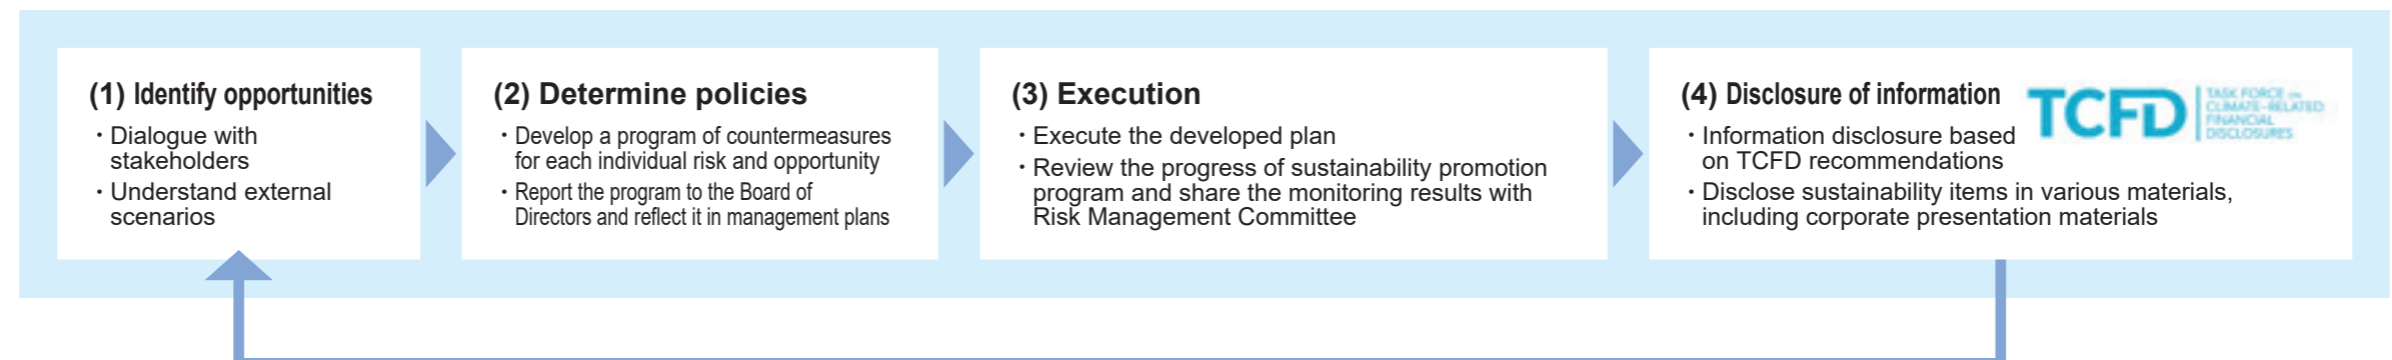 (1) Identify opportunities
・Dialogue with
stakeholders
・Understand external
scenarios
(2) Determine policies
・Develop a program of countermeasures
for each individual risk and opportunity
・Report the program to the Board of
Directors and reflect it in management plans
(3) Execution
・Execute the developed plan
・Review the progress of sustainability promotion
program and share the monitoring results with
Risk Management Committee
(4) Disclosure of information
・Information disclosure based
on TCFD recommendations
・Disclose sustainability items in various materials,
including corporate presentation materials
TCFD
TASK FORCE ON
CLIMATE-RELATED
FINANCIAL
DISCLOSURES